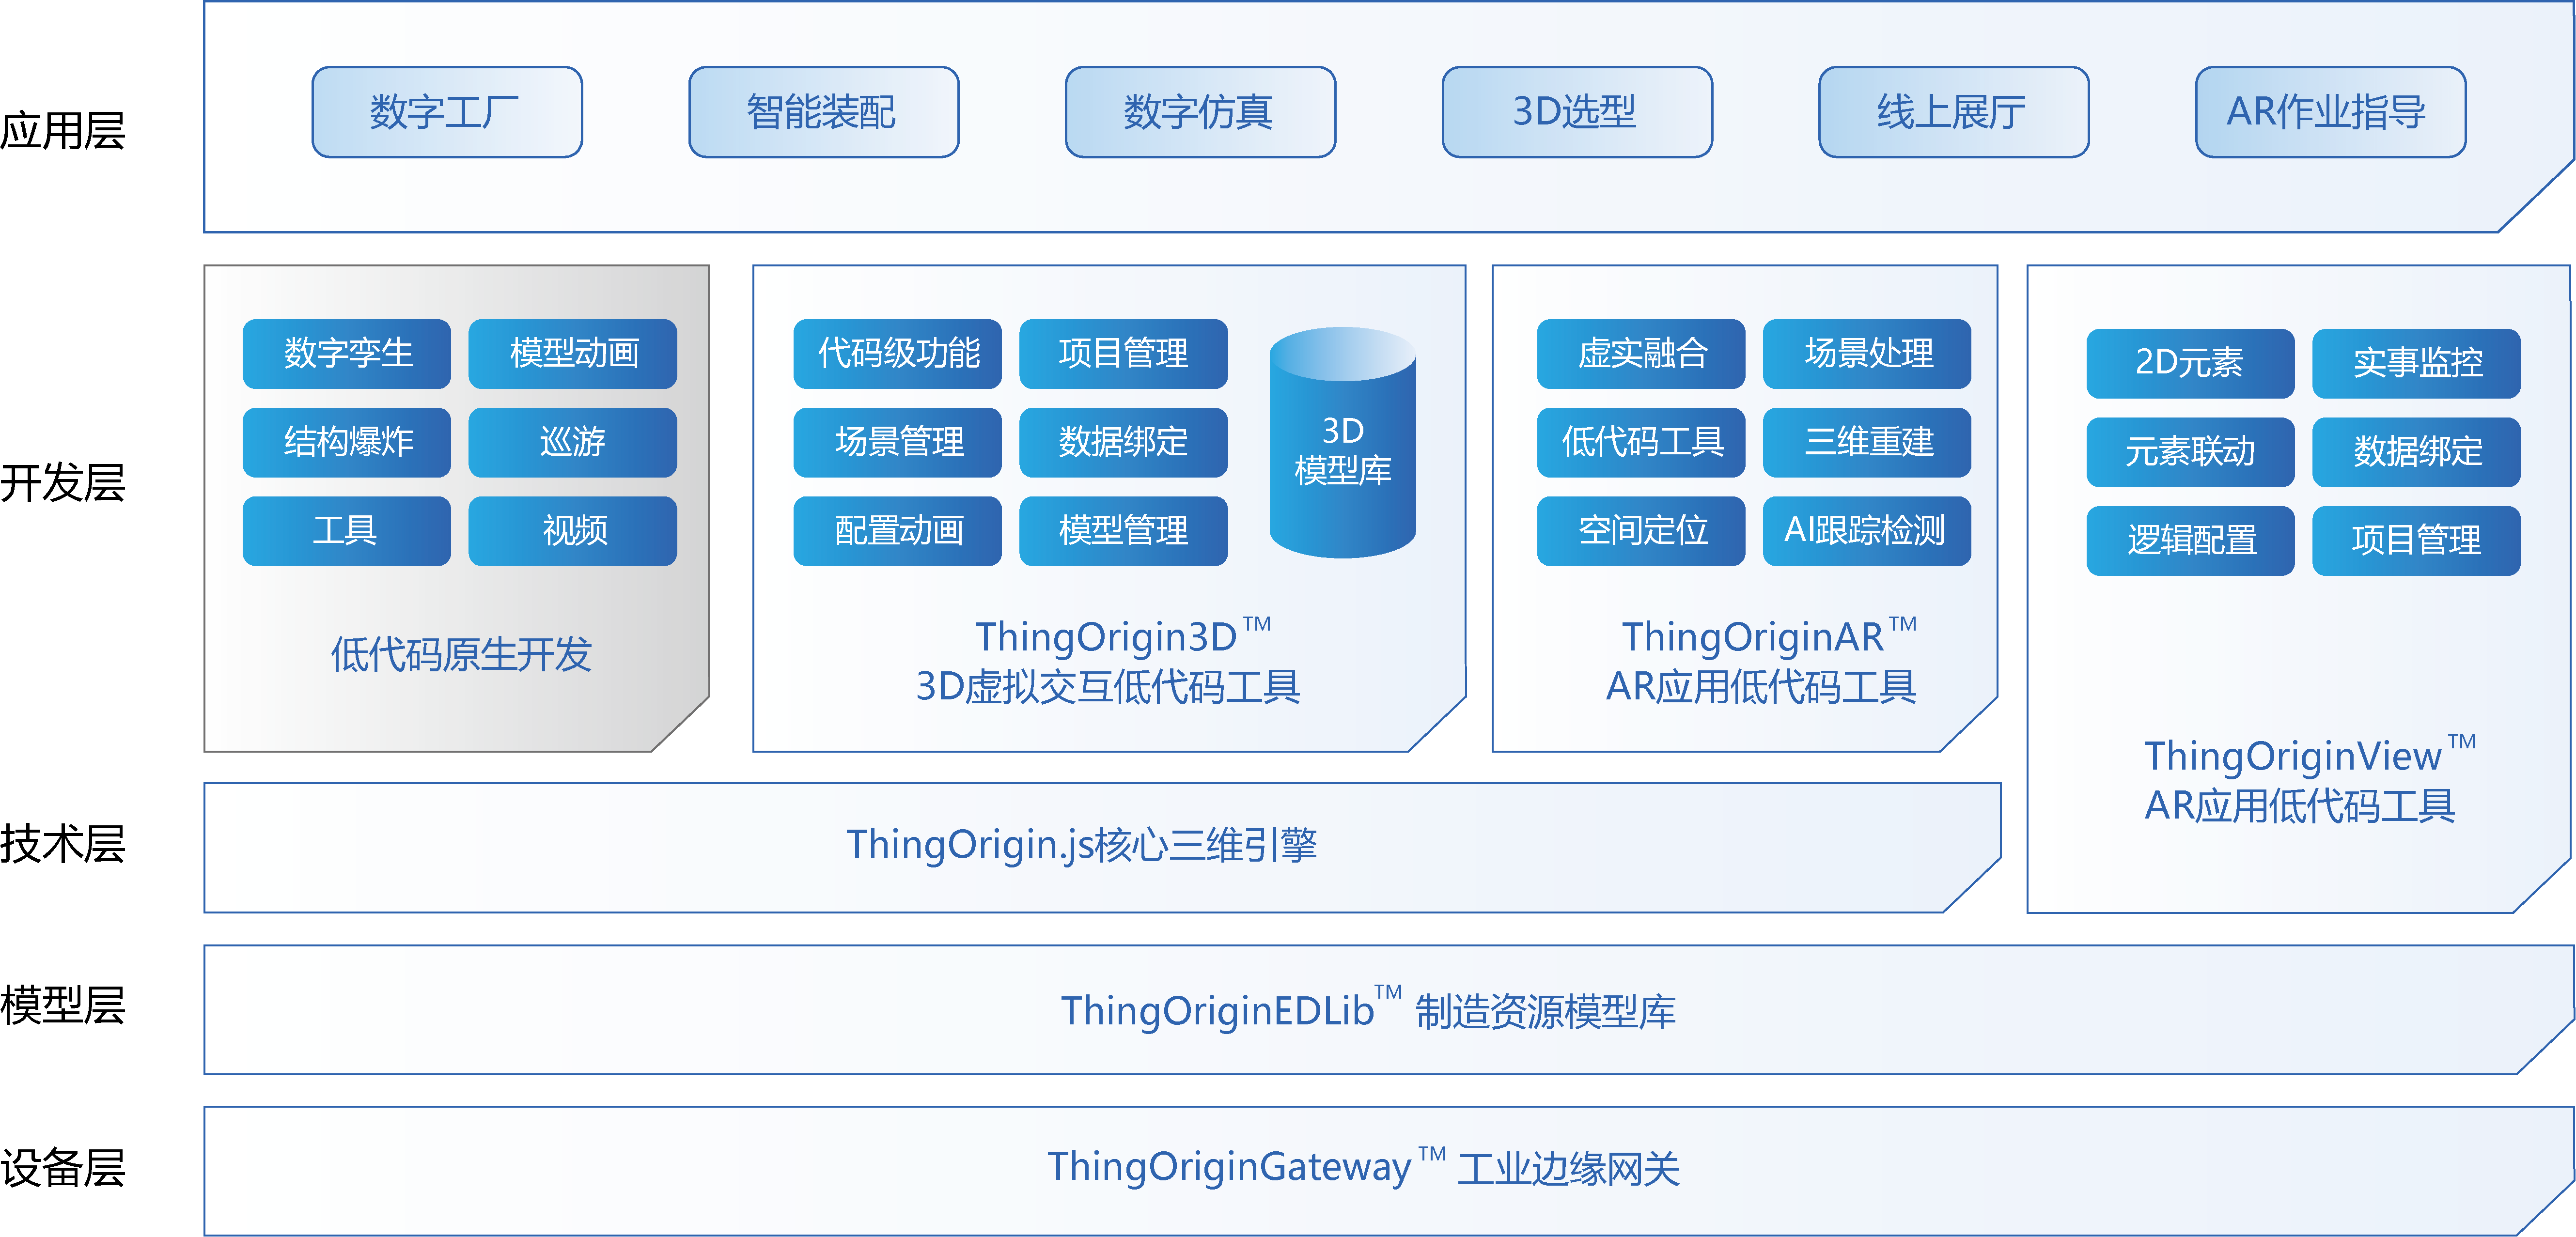 应用层
数字工厂
智能装配
数字仿真
3D选型
线上展厅
AR作业指导
开发层
数字孪生
模型动画
结构爆炸
巡游
工具
视频
低代码原生开发
代码级功能
项目管理
场景管理
数据绑定
配置动画
模型管理
3D
模型库
ThingOrigin3D™
3D虚拟交互低代码工具
虚实融合
场景处理
低代码工具
三维重建
空间定位
AI跟踪检测
ThingOriginAR™
AR应用低代码工具
2D元素
实事监控
元素联动
数据绑定
逻辑配置
项目管理
ThingOriginView™
AR应用低代码工具
技术层
ThingOrigin.js核心三维引擎
模型层
ThingOriginEDLib™ 制造资源模型库
设备层
ThingOriginGateway™ 工业边缘网关